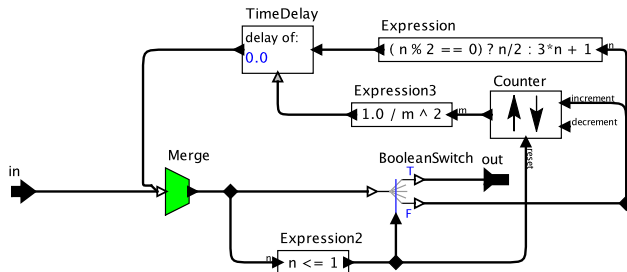 TimeDelay
Expression
delay of:
0.0
( n % 2 == 0) ? n/2 : 3*n + 1
n
Expression3
Counter
1.0 / m ^ 2
m
increment
decrement
reset
in
Merge
BooleanSwitch
out
T
F
Expression2
n
n <= 1